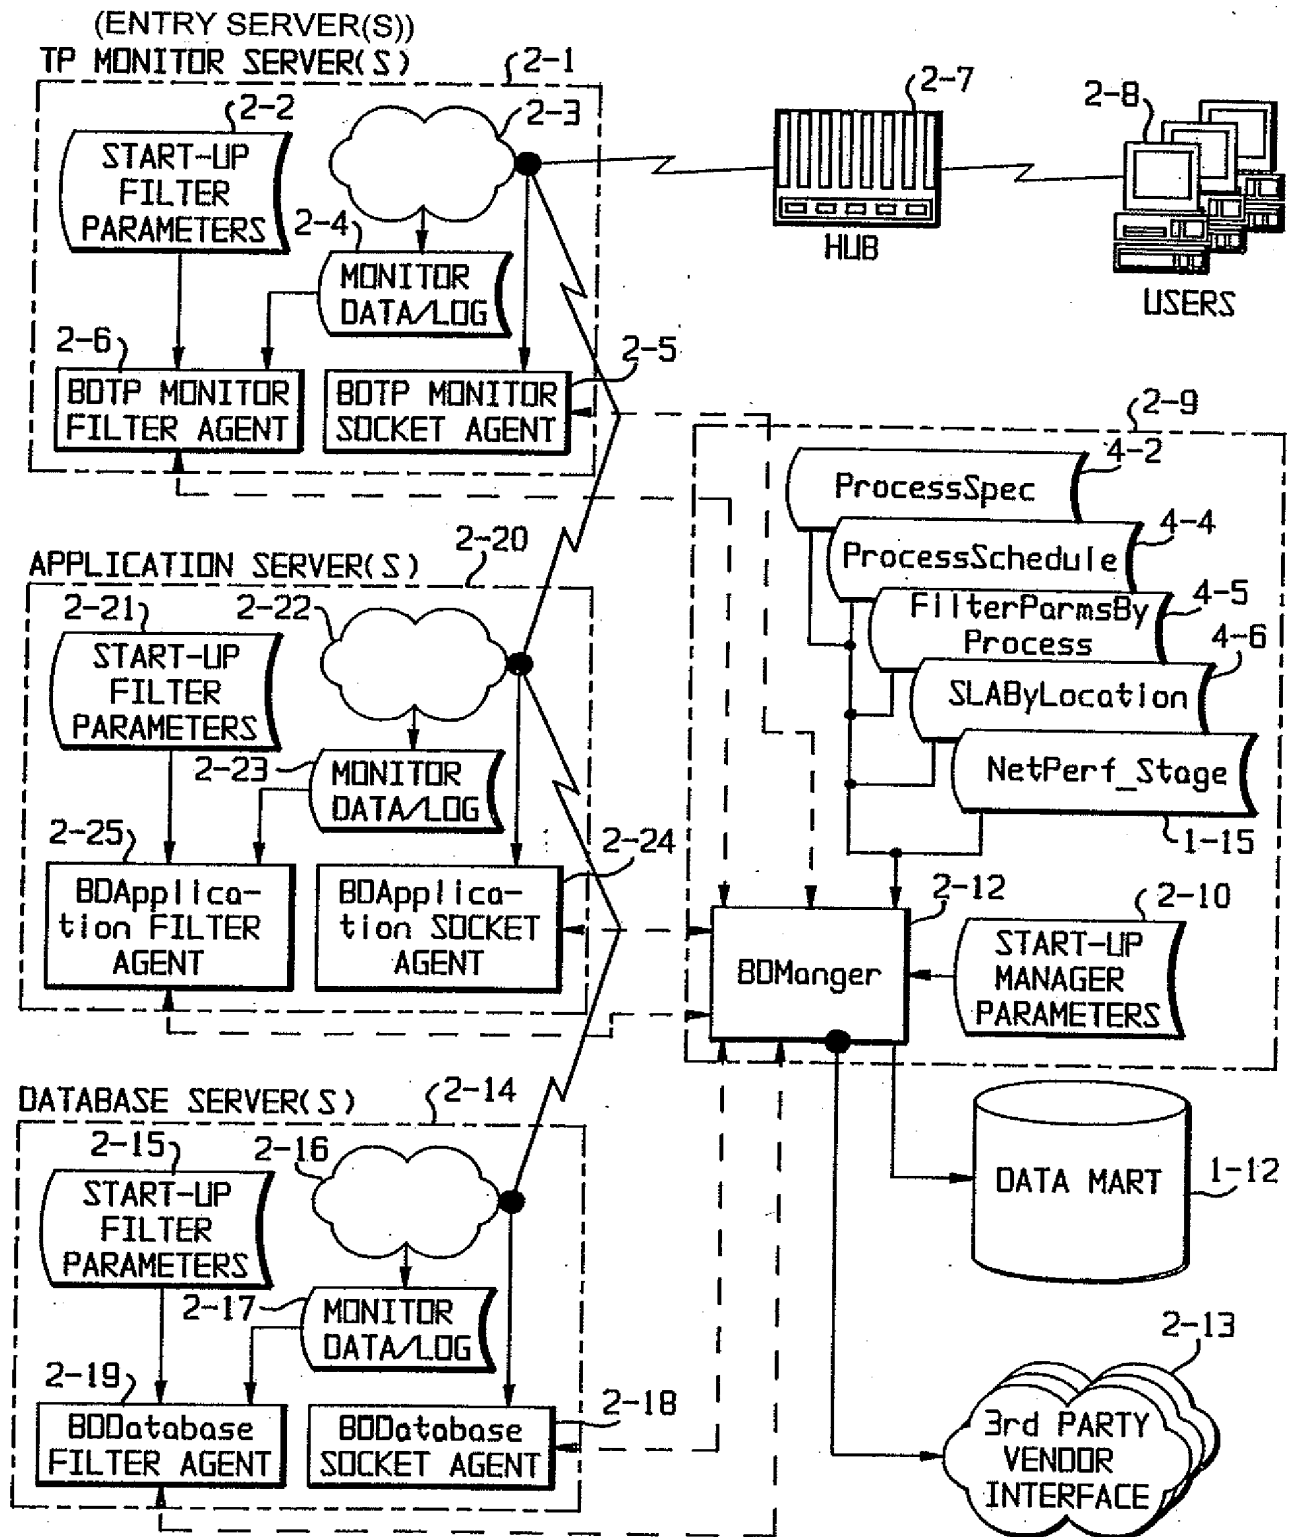 (ENTRY SERVER(S))
TP MONITOR SERVER(S)
2-1
2-2
START-UP
FILTER
PARAMETERS
2-3
2-4
MONITOR
DATA/LOG
2-6
BDTP MONITOR
FILTER AGENT
2-5
BDTP MONITOR
SOCKET AGENT
2-7
HUB
2-8
USERS
2-9
ProcessSpec
4-2
ProcessSchedule
4-4
FilterParmsBy
Process
4-5
SLAByLocation
4-6
NetPerf_Stage
1-15
2-12
BDManger
2-10
START-UP
MANAGER
PARAMETERS
APPLICATION SERVER(S)
2-20
2-21
START-UP
FILTER
PARAMETERS
2-22
2-23
MONITOR
DATA/LOG
2-25
BDApplica-
tion FILTER
AGENT
2-24
BDApplica-
tion SOCKET
AGENT
DATABASE SERVER(S)
2-14
2-15
START-UP
FILTER
PARAMETERS
2-16
2-17
MONITOR
DATA/LOG
2-19
BDDatabase
FILTER AGENT
2-18
BDDatabase
SOCKET AGENT
DATA MART
1-12
2-13
3rd PARTY
VENDOR
INTERFACE